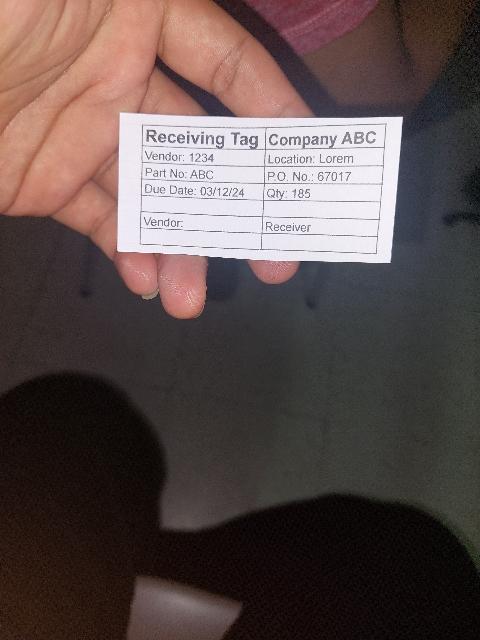 Receiving Tag Company ABC
Vendor: 1234 Location: Lorem
Part No: ABC P.O. No.: 67017
Due Date: 03/12/24 Qty: 185
Vendor: Receiver